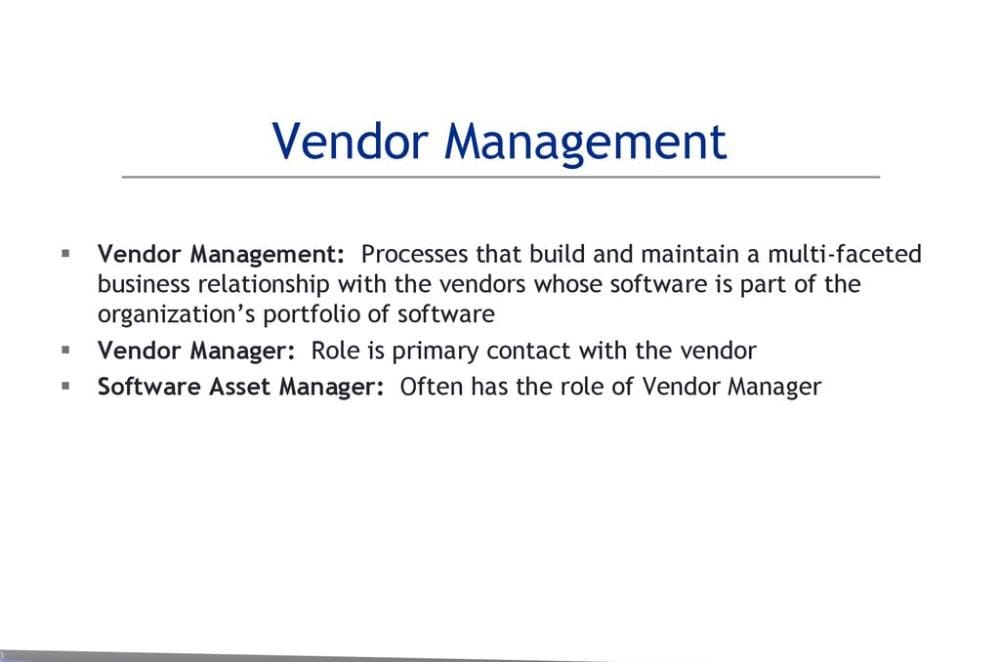 Vendor Management
▪ Vendor Management: Processes that build and maintain a multi-faceted
business relationship with the vendors whose software is part of the
organization’s portfolio of software
▪ Vendor Manager: Role is primary contact with the vendor
▪ Software Asset Manager: Often has the role of Vendor Manager